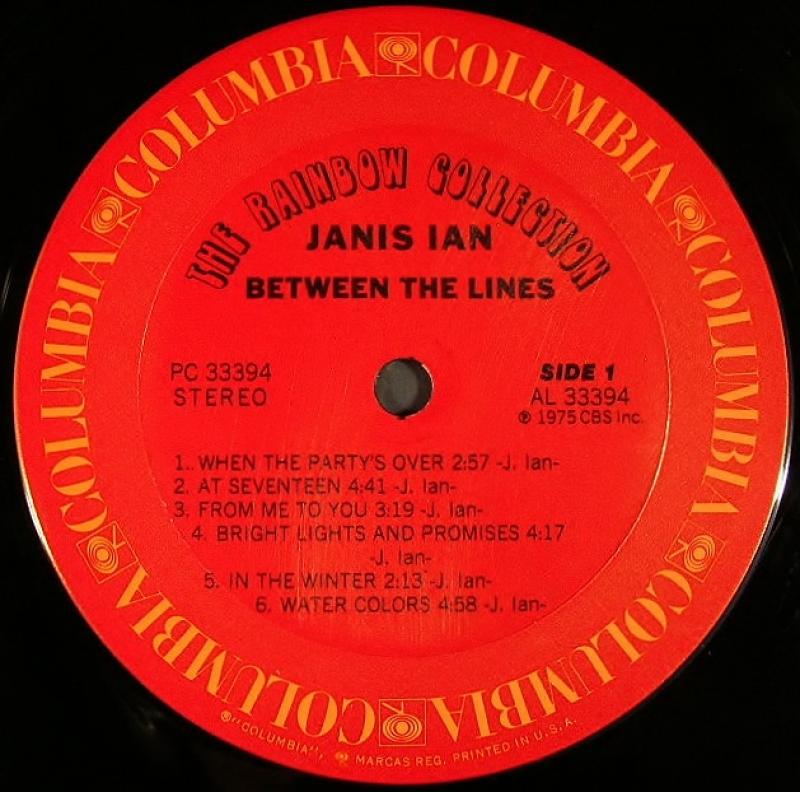 COLUMBIA COLUMBIA COLUMBIA COLUMBIA COLUMBIA COLUMBIA COLUMBIA COLUMBIA
THE RAINBOW COLLECTION
JANIS IAN
BETWEEN THE LINES
PC 33394
STEREO
SIDE 1
AL 33394
℗ 1975 CBS Inc.
1. WHEN THE PARTY'S OVER 2:57 -J. Ian-
2. AT SEVENTEEN 4:41 -J. Ian-
3. FROM ME TO YOU 3:19 -J. Ian-
4. BRIGHT LIGHTS AND PROMISES 4:17
-J. Ian-
5. IN THE WINTER 2:13 -J. Ian-
6. WATER COLORS 4:58 -J. Ian-
®"COLUMBIA", MARCAS REG. PRINTED IN U.S.A.